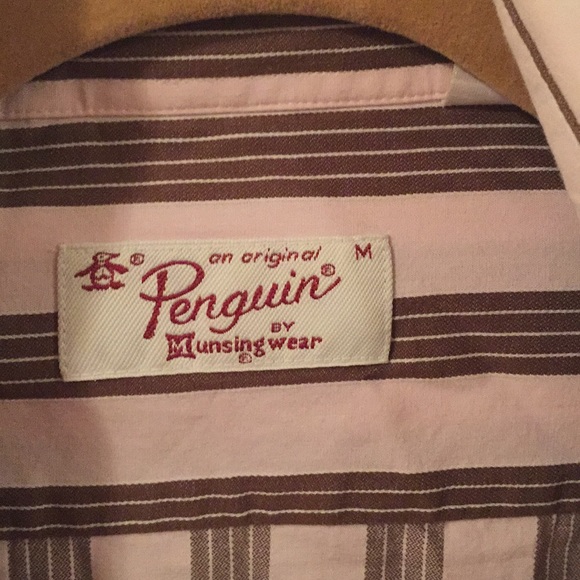 ® an original M
Penguin®
BY
Munsingwear
®